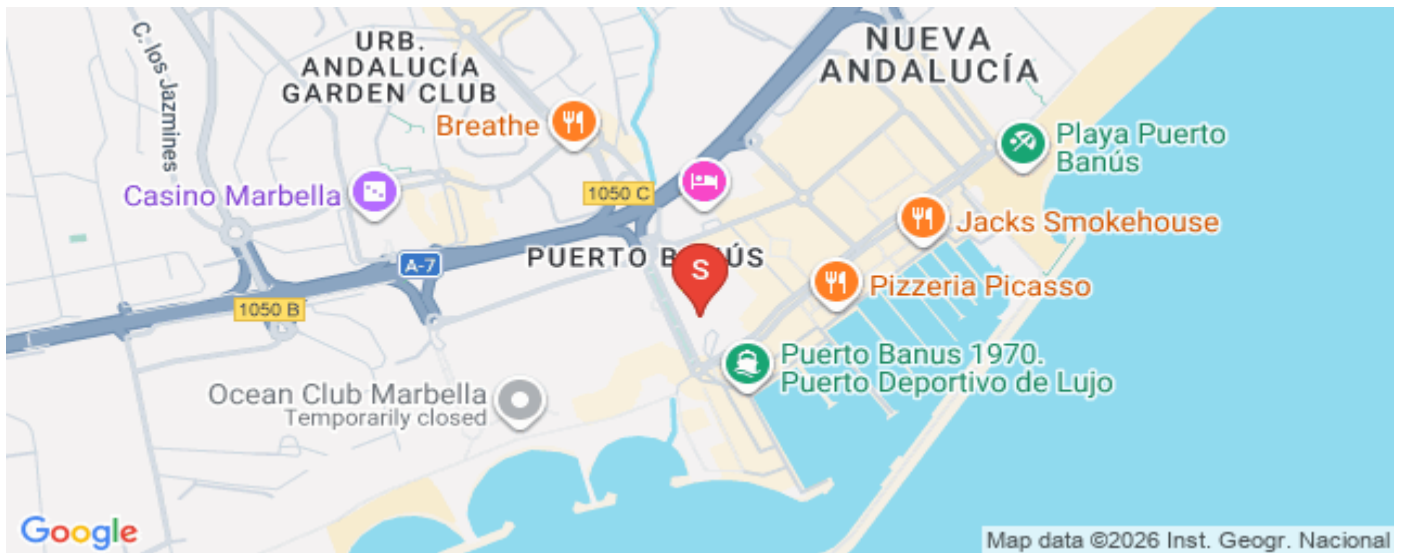 C. los Jazmines
URB.
ANDALUCÍA
GARDEN CLUB
NUEVA
ANDALUCÍA
Breathe
Playa Puerto
Banús
Casino Marbella
1050 C
Jacks Smokehouse
PUERTO B
ÚS
A-7
S
Pizzeria Picasso
1050 B
Puerto Banus 1970.
Puerto Deportivo de Lujo
Ocean Club Marbella
Temporarily closed
Google
Map data ©2026 Inst. Geogr. Nacional